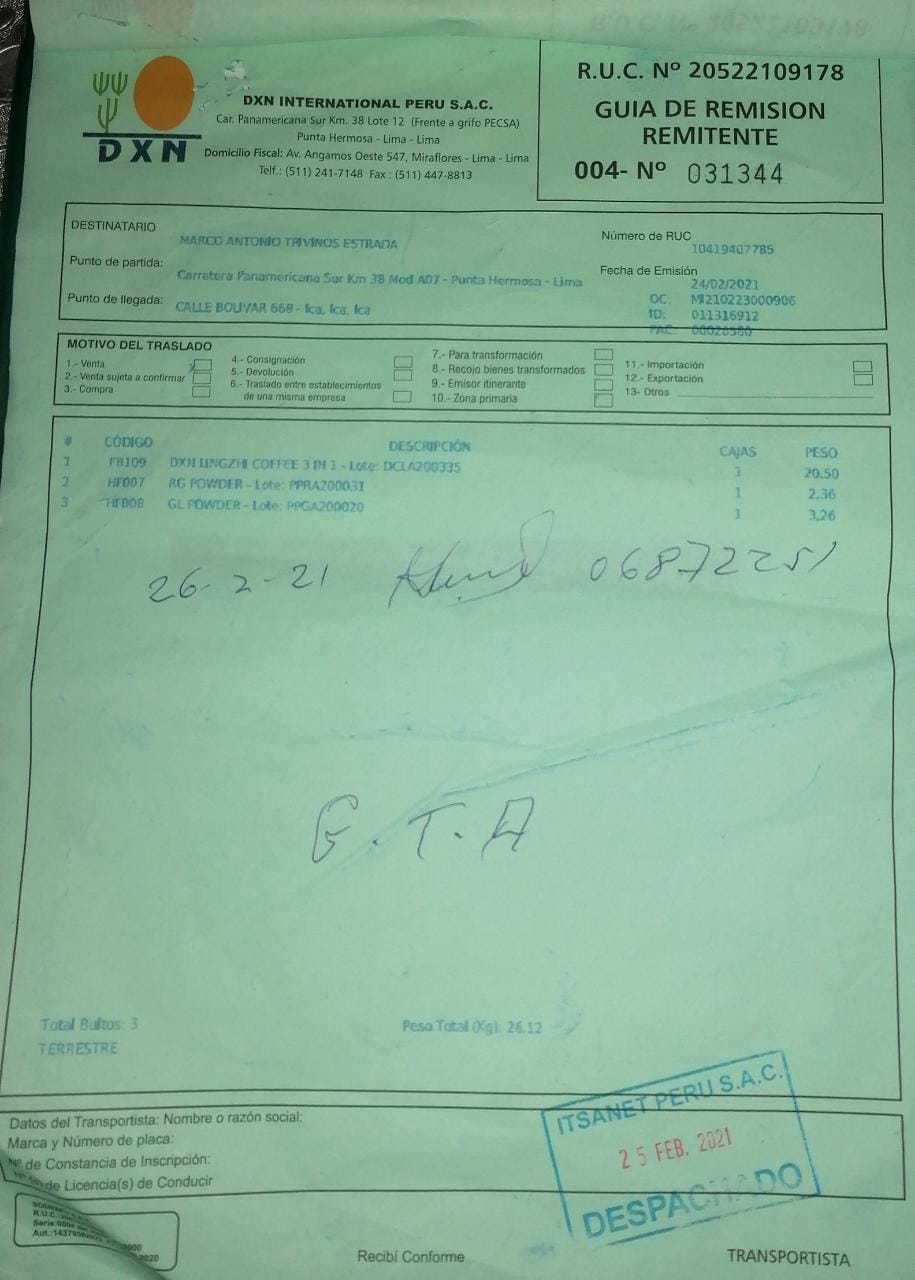 DXN
DXN INTERNATIONAL PERU S.A.C.
Car. Panamericana Sur Km. 38 Lote 12 (Frente a grifo PECSA)
Punta Hermosa - Lima - Lima
Domicilio Fiscal: Av. Angamos Oeste 547, Miraflores - Lima - Lima
Telf.: (511) 241-7148 Fax : (511) 447-8813
R.U.C. Nº 20522109178
GUIA DE REMISION
REMITENTE
004- Nº 031344
DESTINATARIO
MARCO ANTONIO TRIVINOS ESTRADA
Número de RUC
10419407785
Punto de partida:
Carretera Panamericana Sur Km 38 Mod A07 - Punta Hermosa - Lima
Fecha de Emisión
24/02/2021
Punto de llegada:
CALLE BOLIVAR 668 - Ica, Ica, Ica
OC: MI210223000906
ID: 011316912
FAC:
MOTIVO DEL TRASLADO
1.- Venta
2.- Venta sujeta a confirmar
3.- Compra
4.- Consignación
5.- Devolución
6.- Traslado entre establecimientos
de una misma empresa
7.- Para transformación
8.- Recojo bienes transformados
9.- Emisor itinerante
10.- Zona primaria
11.- Importación
12.- Exportación
13- Otros
# CÓDIGO DESCRIPCIÓN CAJAS PESO
1 FB109 DXN LINGZHI COFFEE 3 IN 1 - Lote: DCLA200335 1 20,50
2 HF007 RG POWDER - Lote: PPRA200031 1 2,36
3 HF008 GL POWDER - Lote: PPGA200020 1 3,26
26-2-21 06872251
G.T.A
Total Bultos: 3 Peso Total (Kg): 26.12
TERRESTRE
Datos del Transportista: Nombre o razón social:
Marca y Número de placa:
Nº de Constancia de Inscripción:
de Licencia(s) de Conducir
ITSANET PERU S.A.C.
25 FEB. 2021
DESPACHADO
R.U.C.
Recibí Conforme
TRANSPORTISTA